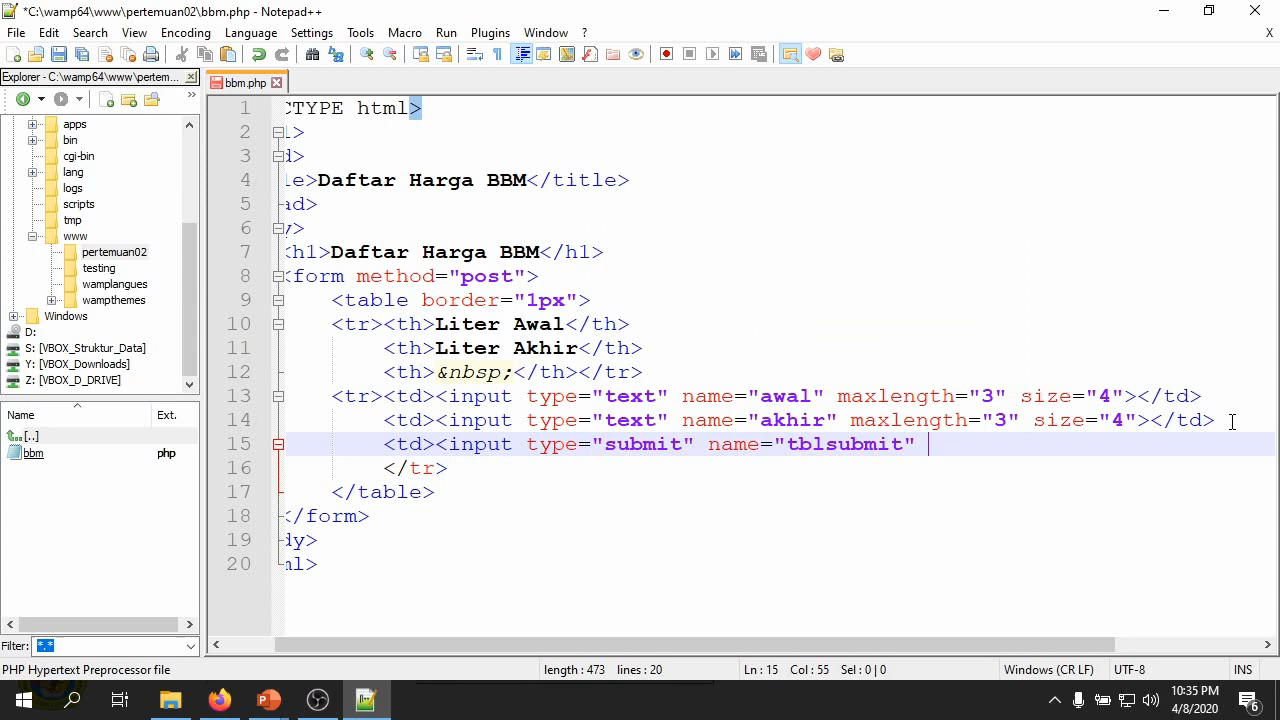 *C:\wamp64\www\pertemuan02\bbm.php - Notepad++
File Edit Search View Encoding Language Settings Tools Macro Run Plugins Window ? X
Explorer - C:\wamp64\www\pertem...
bbm.php
apps
bin
cgi-bin
lang
logs
scripts
tmp
www
pertemuan02
testing
wamplangues
wampthemes
Windows
D:
S: [VBOX_Struktur_Data]
Y: [VBOX_Downloads]
Z: [VBOX_D_DRIVE]
Name Ext.
[..]
bbm php
Filter: *.*
1 CTYPE html>
2 l>
3 d>
4 le>Daftar Harga BBM</title>
5 ad>
6 y>
7 <h1>Daftar Harga BBM</h1>
8 <form method="post">
9 <table border="1px">
10 <tr><th>Liter Awal</th>
11 <th>Liter Akhir</th>
12 <th>&nbsp;</th></tr>
13 <tr><td><input type="text" name="awal" maxlength="3" size="4"></td>
14 <td><input type="text" name="akhir" maxlength="3" size="4"></td>
15 <td><input type="submit" name="tblsubmit"
16 </tr>
17 </table>
18 </form>
19 dy>
20 ml>
PHP Hypertext Preprocessor file length : 473 lines : 20 Ln : 15 Col : 55 Sel : 0 | 0 Windows (CR LF) UTF-8 INS
10:35 PM
4/8/2020
6